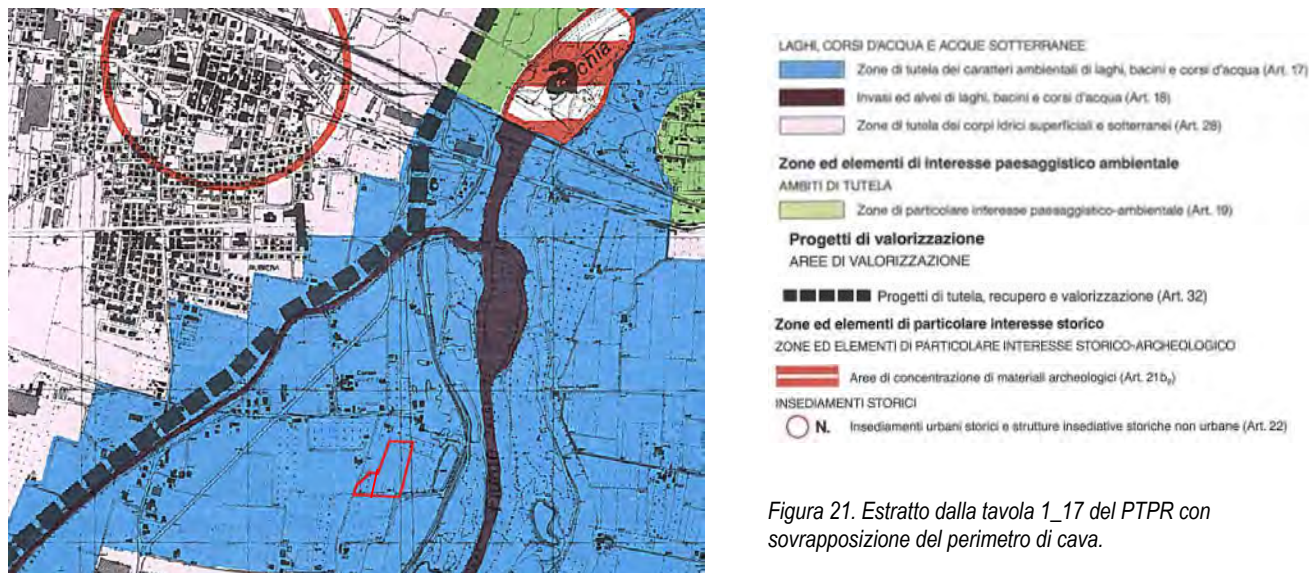 chia
a
RUBIERA
LAGHI, CORSI D'ACQUA E ACQUE SOTTERRANEE
Zone di tutela dei caratteri ambientali di laghi, bacini e corsi d'acqua (Art. 17)
Invasi ed alvei di laghi, bacini e corsi d'acqua (Art. 18)
Zone di tutela dei corpi idrici superficiali e sotterranei (Art. 28)
Zone ed elementi di interesse paesaggistico ambientale
AMBITI DI TUTELA
Zone di particolare interesse paesaggistico-ambientale (Art. 19)
Progetti di valorizzazione
AREE DI VALORIZZAZIONE
Progetti di tutela, recupero e valorizzazione (Art. 32)
Zone ed elementi di particolare interesse storico
ZONE ED ELEMENTI DI PARTICOLARE INTERESSE STORICO-ARCHEOLOGICO
Aree di concentrazione di materiali archeologici (Art. 21b₂)
INSEDIAMENTI STORICI
N. Insediamenti urbani storici e strutture insediative storiche non urbane (Art. 22)
Figura 21. Estratto dalla tavola 1_17 del PTPR con
sovrapposizione del perimetro di cava.